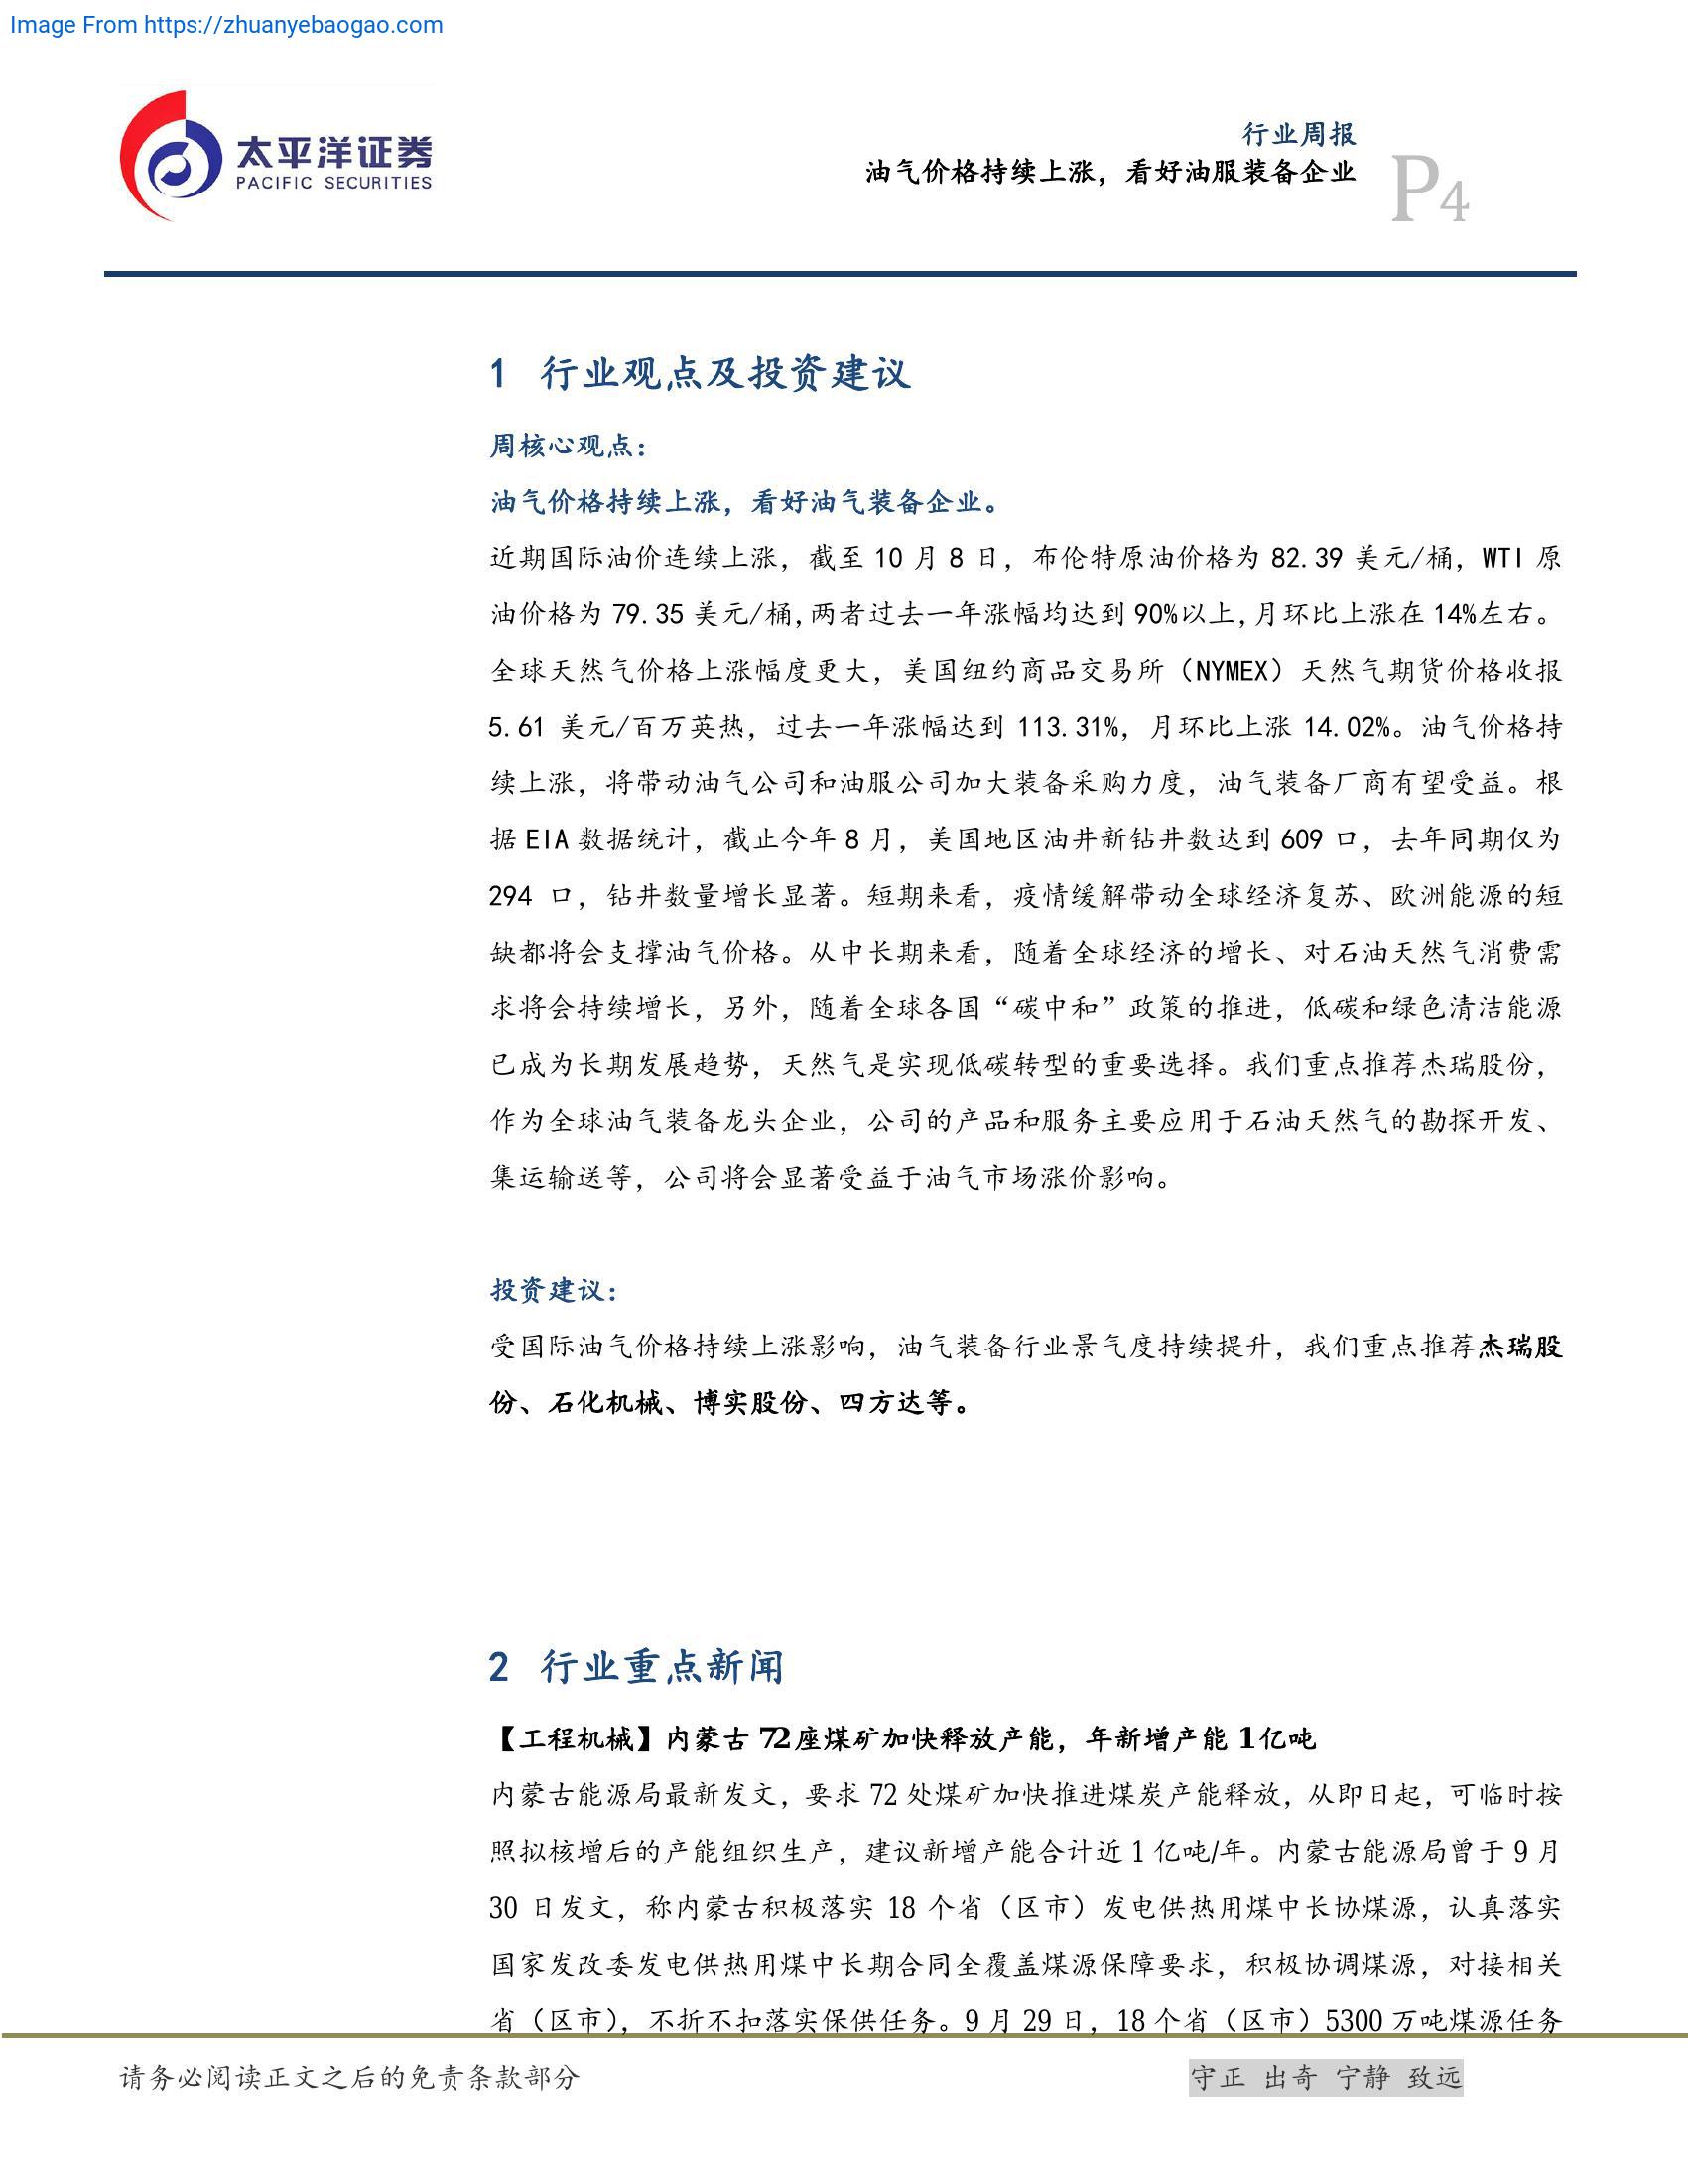 Image From https://zhuanyebaogao.com
太平洋证券
PACIFIC SECURITIES
行业周报
油气价格持续上涨，看好油服装备企业
P4
1 行业观点及投资建议
周核心观点：
油气价格持续上涨，看好油气装备企业。
近期国际油价连续上涨，截至 10 月 8 日，布伦特原油价格为 82.39 美元/桶，WTI 原
油价格为 79.35 美元/桶，两者过去一年涨幅均达到 90%以上，月环比上涨在 14%左右。
全球天然气价格上涨幅度更大，美国纽约商品交易所（NYMEX）天然气期货价格收报
5.61 美元/百万英热，过去一年涨幅达到 113.31%，月环比上涨 14.02%。油气价格持
续上涨，将带动油气公司和油服公司加大装备采购力度，油气装备厂商有望受益。根
据 EIA 数据统计，截止今年 8 月，美国地区油井新钻井数达到 609 口，去年同期仅为
294 口，钻井数量增长显著。短期来看，疫情缓解带动全球经济复苏、欧洲能源的短
缺都将会支撑油气价格。从中长期来看，随着全球经济的增长、对石油天然气消费需
求将会持续增长，另外，随着全球各国“碳中和”政策的推进，低碳和绿色清洁能源
已成为长期发展趋势，天然气是实现低碳转型的重要选择。我们重点推荐杰瑞股份，
作为全球油气装备龙头企业，公司的产品和服务主要应用于石油天然气的勘探开发、
集运输送等，公司将会显著受益于油气市场涨价影响。
投资建议：
受国际油气价格持续上涨影响，油气装备行业景气度持续提升，我们重点推荐杰瑞股
份、石化机械、博实股份、四方达等。
2 行业重点新闻
【工程机械】内蒙古 72座煤矿加快释放产能，年新增产能 1亿吨
内蒙古能源局最新发文，要求 72 处煤矿加快推进煤炭产能释放，从即日起，可临时按
照拟核增后的产能组织生产，建议新增产能合计近 1 亿吨/年。内蒙古能源局曾于 9 月
30 日发文，称内蒙古积极落实 18 个省（区市）发电供热用煤中长协煤源，认真落实
国家发改委发电供热用煤中长期合同全覆盖煤源保障要求，积极协调煤源，对接相关
省（区市），不折不扣落实保供任务。9 月 29 日，18 个省（区市）5300 万吨煤源任务
请务必阅读正文之后的免责条款部分
守正 出奇 宁静 致远